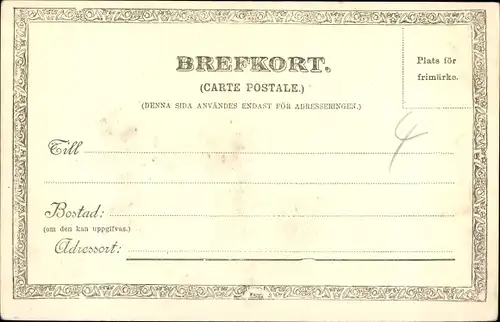 BREFKORT.
(CARTE POSTALE.)
(DENNA SIDA ANVÄNDES ENDAST FÖR ADRESSERINGEN.)
Plats för
frimärke.
4
Till
Bostad:
(om den kan uppgifvas.)
Adressort: